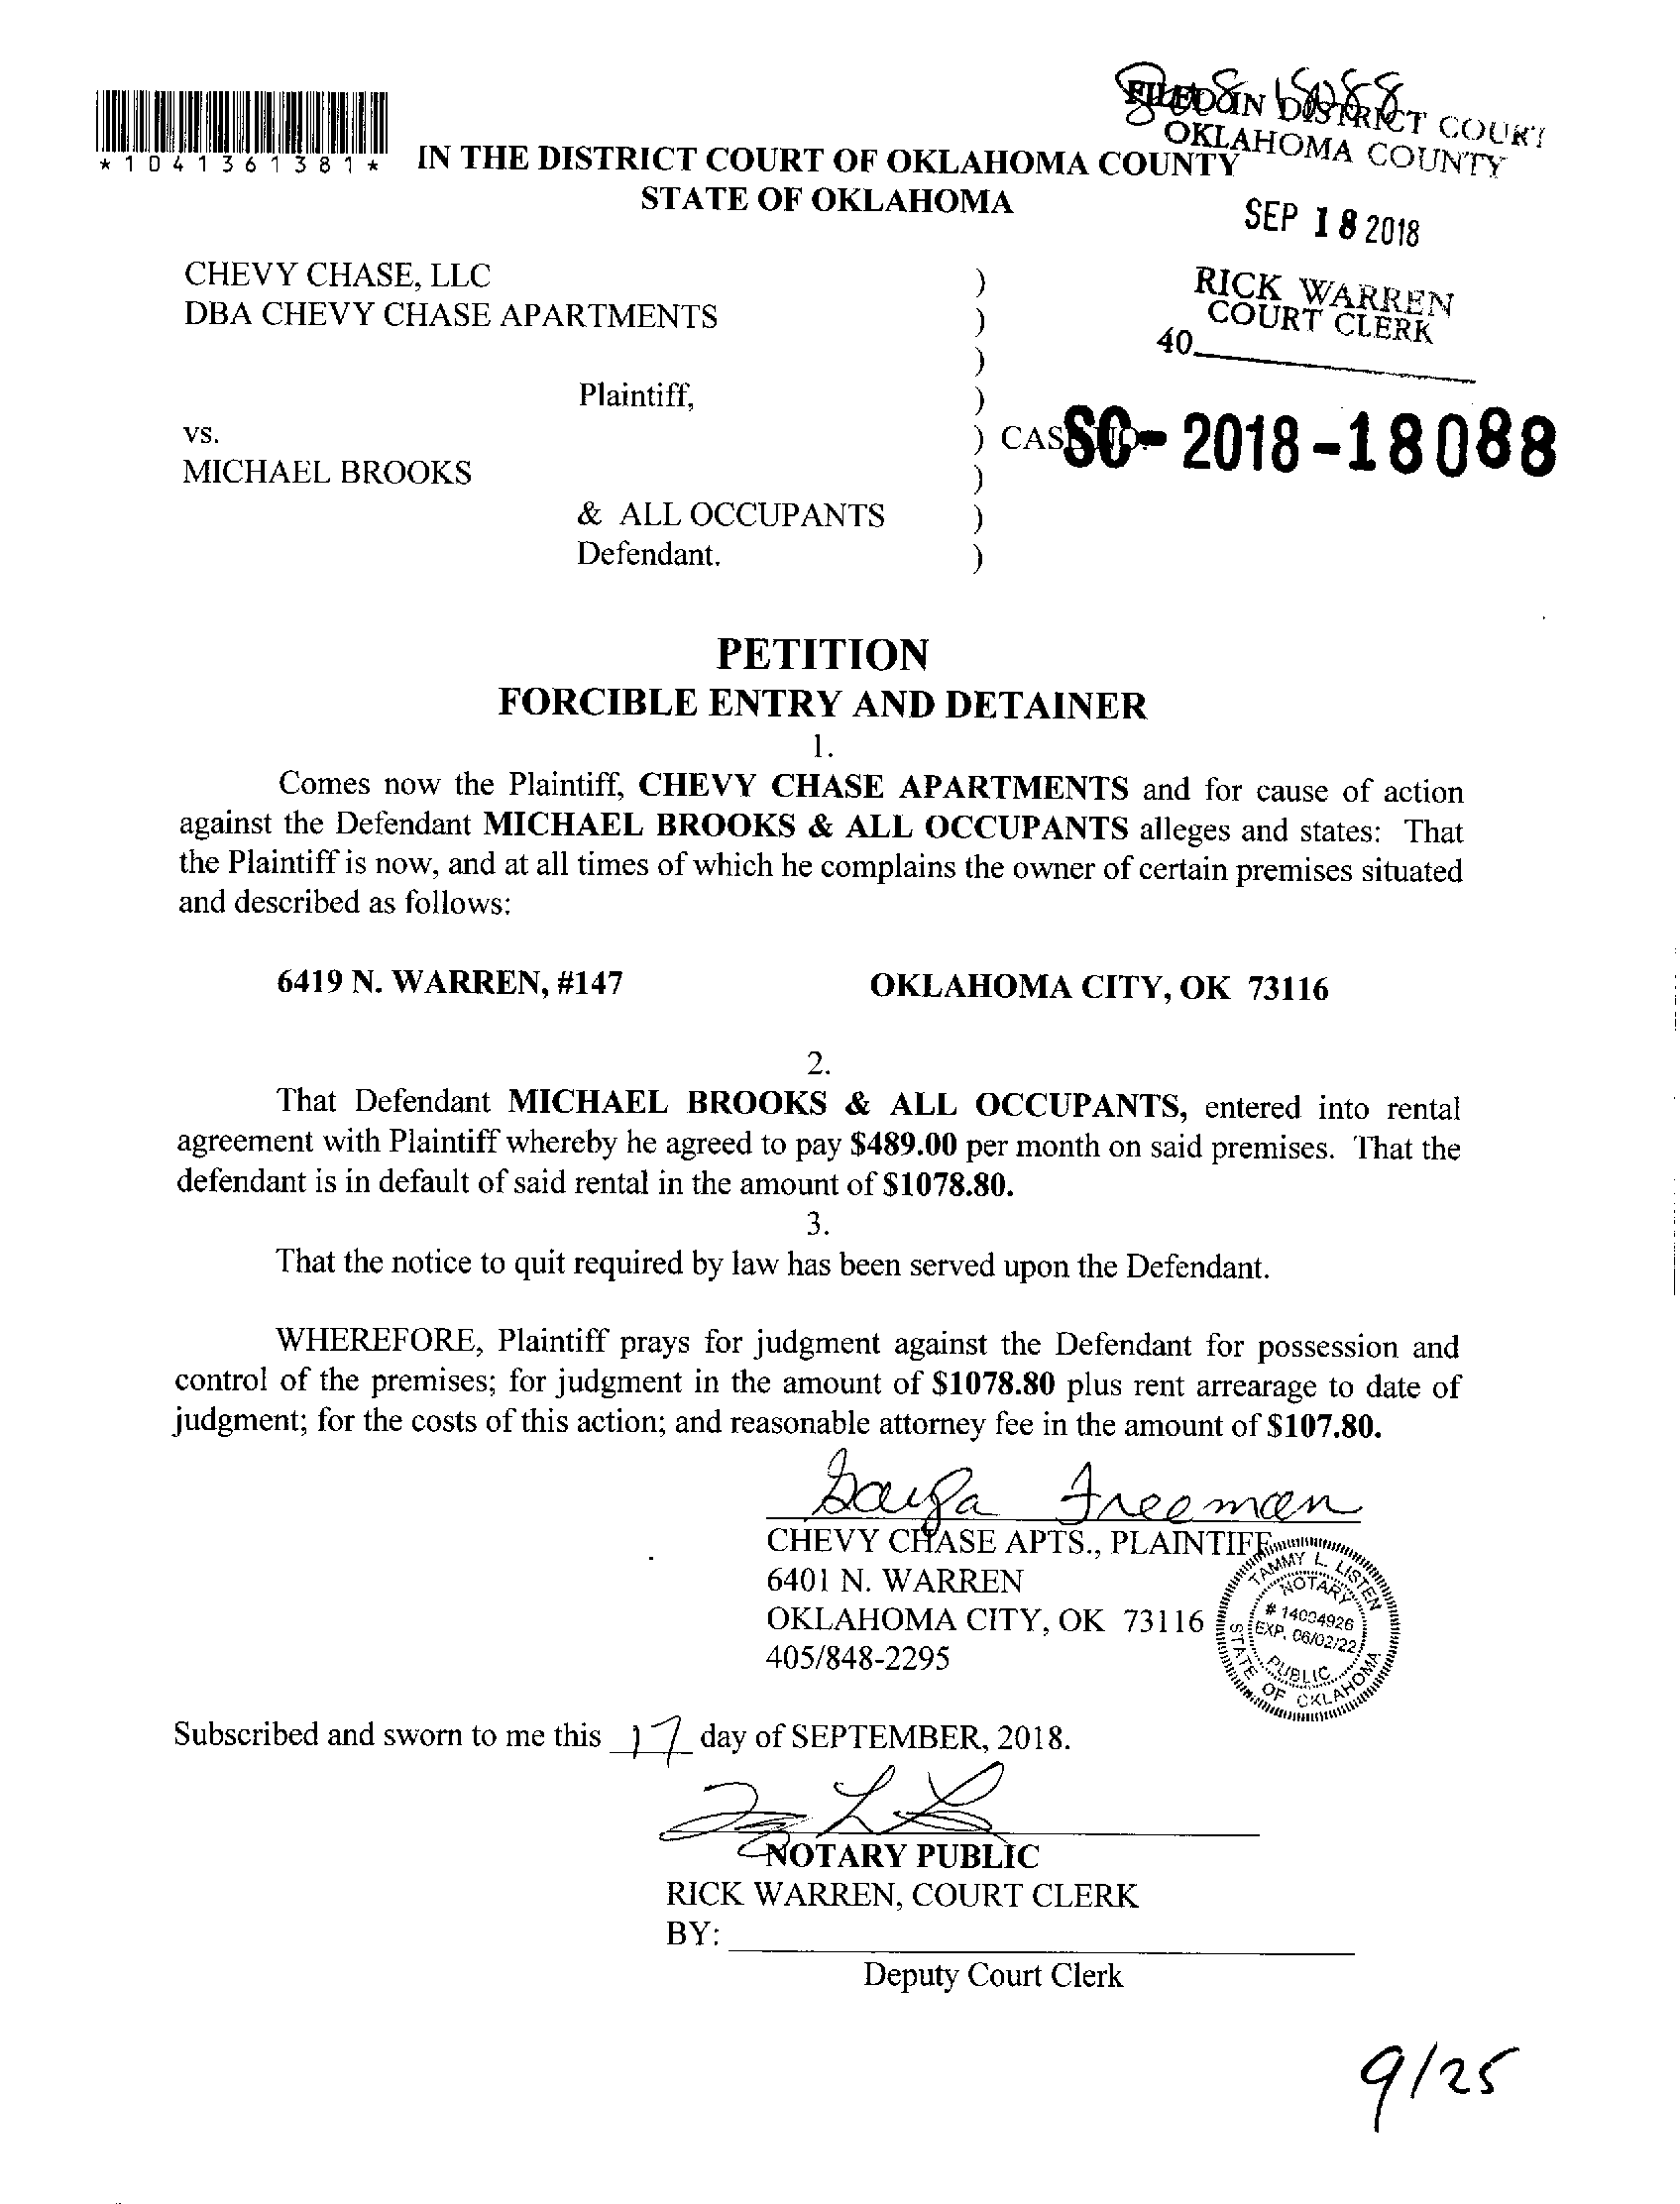 *1041361381*
FILED IN DISTRICT COURT
OKLAHOMA COUNTY
IN THE DISTRICT COURT OF OKLAHOMA COUNTY
STATE OF OKLAHOMA
SEP 18 2018
RICK WARREN
COURT CLERK
40
CHEVY CHASE, LLC )
DBA CHEVY CHASE APARTMENTS )
)
Plaintiff, )
vs. ) CASE NO. SC-2018-18088
MICHAEL BROOKS )
& ALL OCCUPANTS )
Defendant. )
PETITION
FORCIBLE ENTRY AND DETAINER
1.
Comes now the Plaintiff, CHEVY CHASE APARTMENTS and for cause of action
against the Defendant MICHAEL BROOKS & ALL OCCUPANTS alleges and states: That
the Plaintiff is now, and at all times of which he complains the owner of certain premises situated
and described as follows:
6419 N. WARREN, #147 OKLAHOMA CITY, OK 73116
2.
That Defendant MICHAEL BROOKS & ALL OCCUPANTS, entered into rental
agreement with Plaintiff whereby he agreed to pay $489.00 per month on said premises. That the
defendant is in default of said rental in the amount of $1078.80.
3.
That the notice to quit required by law has been served upon the Defendant.
WHEREFORE, Plaintiff prays for judgment against the Defendant for possession and
control of the premises; for judgment in the amount of $1078.80 plus rent arrearage to date of
judgment; for the costs of this action; and reasonable attorney fee in the amount of $107.80.
Freeman
CHEVY CHASE APTS., PLAINTIFF
6401 N. WARREN
OKLAHOMA CITY, OK 73116
405/848-2295
TAMMY L. LISTEN
NOTARY
# 14004926
EXP. 06/02/22
PUBLIC
STATE OF OKLAHOMA
Subscribed and sworn to me this 17 day of SEPTEMBER, 2018.
NOTARY PUBLIC
RICK WARREN, COURT CLERK
BY:
Deputy Court Clerk
9/25